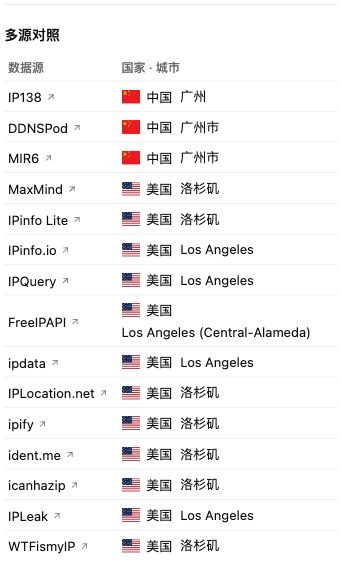 多源对照
数据源 国家 · 城市
IP138 ↗ 中国 广州
DDNSPod ↗ 中国 广州市
MIR6 ↗ 中国 广州市
MaxMind ↗ 美国 洛杉矶
IPinfo Lite ↗ 美国 洛杉矶
IPinfo.io ↗ 美国 Los Angeles
IPQuery ↗ 美国 Los Angeles
FreeIPAPI ↗ 美国
Los Angeles (Central-Alameda)
ipdata ↗ 美国 Los Angeles
IPLocation.net ↗ 美国 洛杉矶
ipify ↗ 美国 洛杉矶
ident.me ↗ 美国 洛杉矶
icanhazip ↗ 美国 洛杉矶
IPLeak ↗ 美国 Los Angeles
WTFismyIP ↗ 美国 洛杉矶